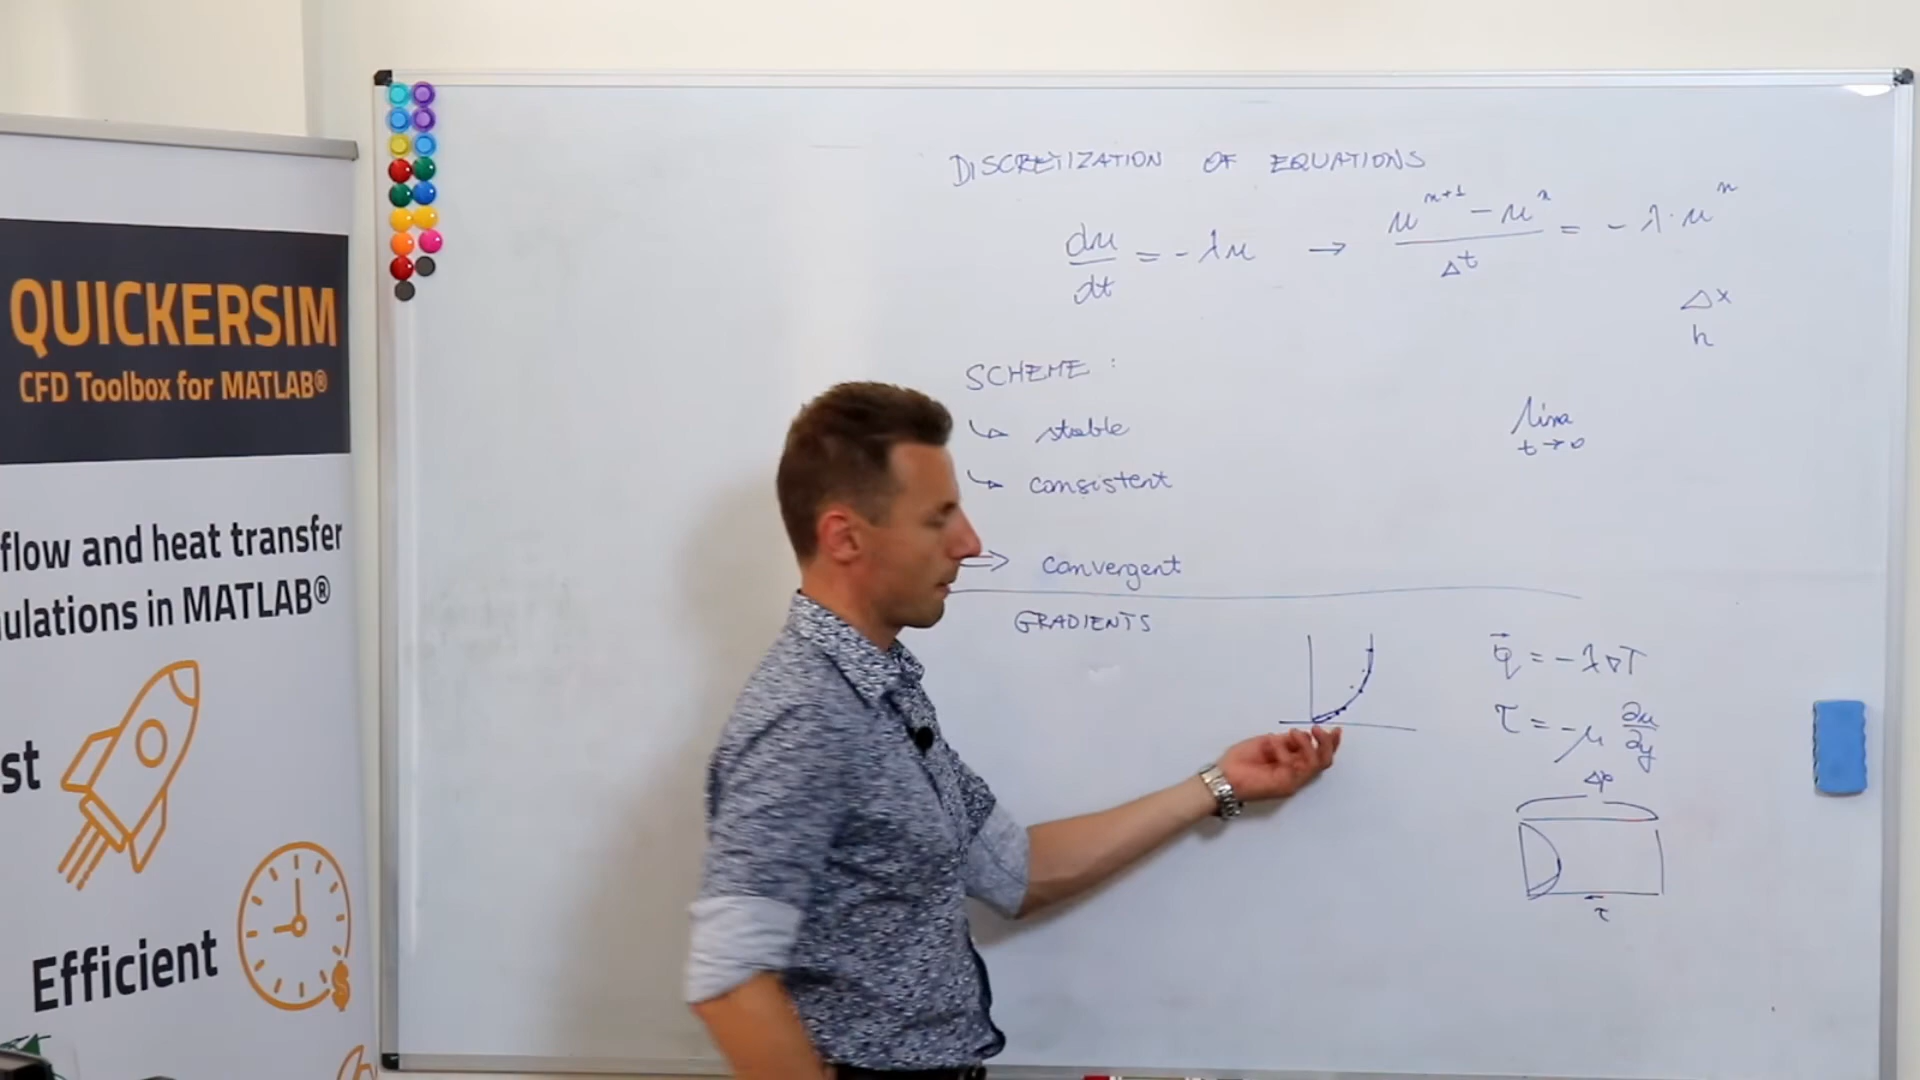 QUICKERSIM
CFD Toolbox for MATLAB®
flow and heat transfer
ulations in MATLAB®
st
Efficient
$
DISCRETIZATION OF EQUATIONS
du/dt = - λu → (u^{n+1} - u^n)/Δt = - λ · u^n
Δx
h
SCHEME :
↳ stable
lim
t→0
↳ consistent
⇒ convergent
GRADIENTS
q⃗ = - λ∇T
τ = -μ ∂u/∂y
Δp
τ